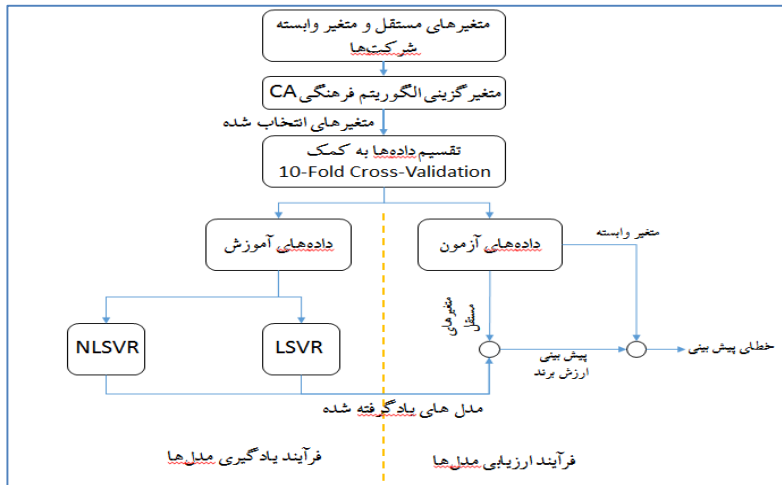 متغیرهای مستقل و متغیر وابسته
شرکت‌ها
متغیرگزینی الگوریتم فرهنگی CA
متغیرهای انتخاب شده
تقسیم داده‌ها به کمک
10-Fold Cross-Validation
داده‌های آموزش
داده‌های آزمون
متغیر وابسته
متغیرهای
مستقل
NLSVR
LSVR
پیش بینی
ارزش برند
خطای پیش بینی
مدل های یادگرفته شده
فرآیند یادگیری مدل‌ها
فرآیند ارزیابی مدل‌ها